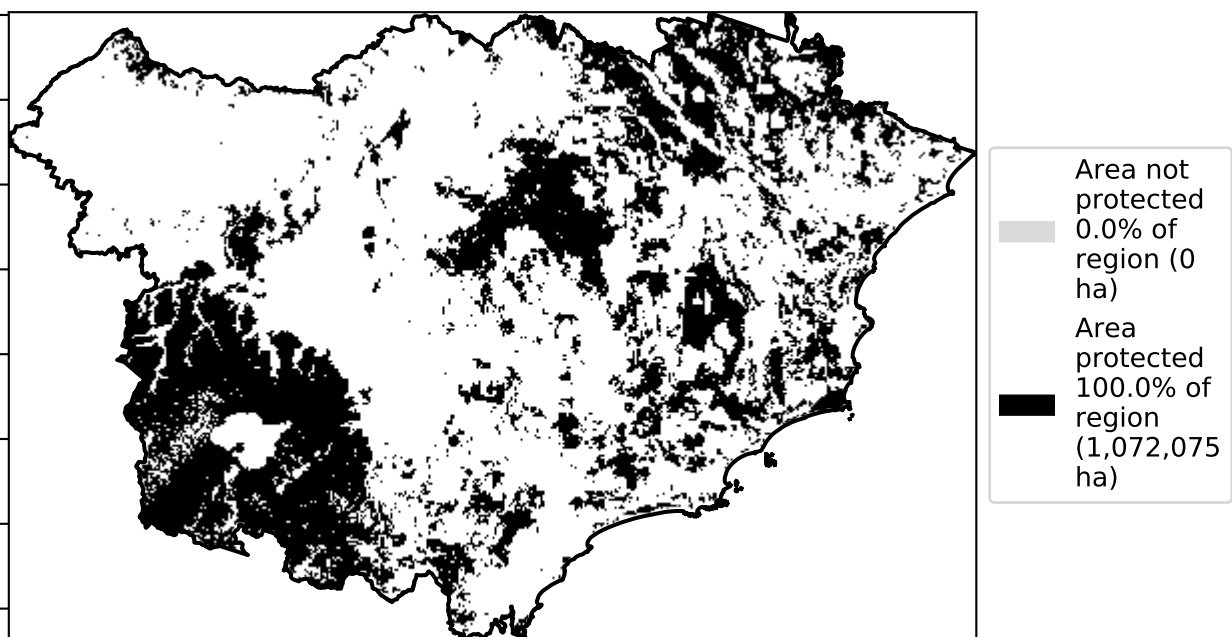 Area not
protected
0.0% of
region (0
ha)
Area
protected
100.0% of
region
(1,072,075
ha)